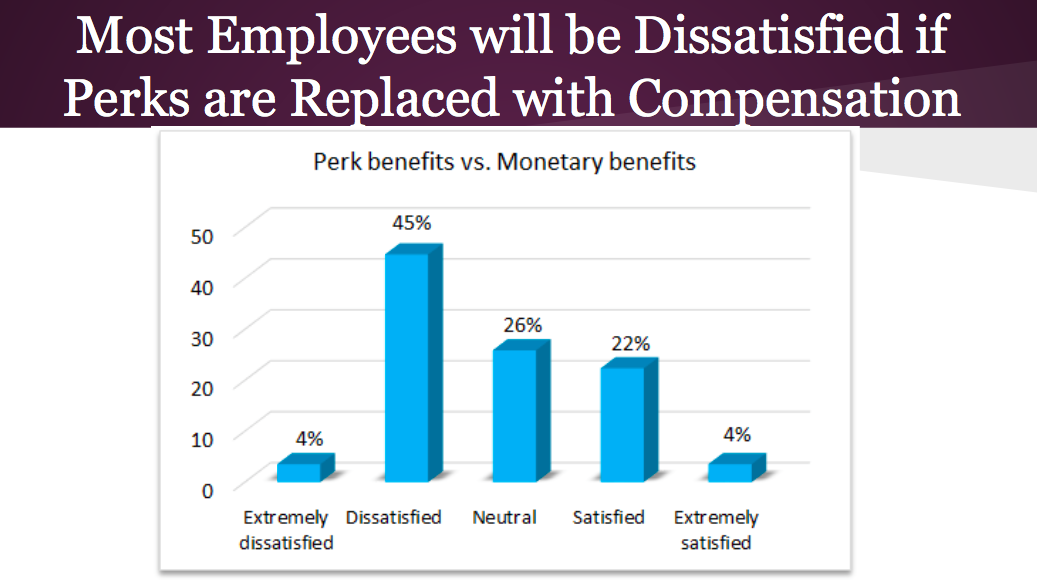 Most Employees will be Dissatisfied if
Perks are Replaced with Compensation
Perk benefits vs. Monetary benefits
50
40
30
20
10
0
4%
45%
26%
22%
4%
Extremely dissatisfied
Dissatisfied
Neutral
Satisfied
Extremely satisfied